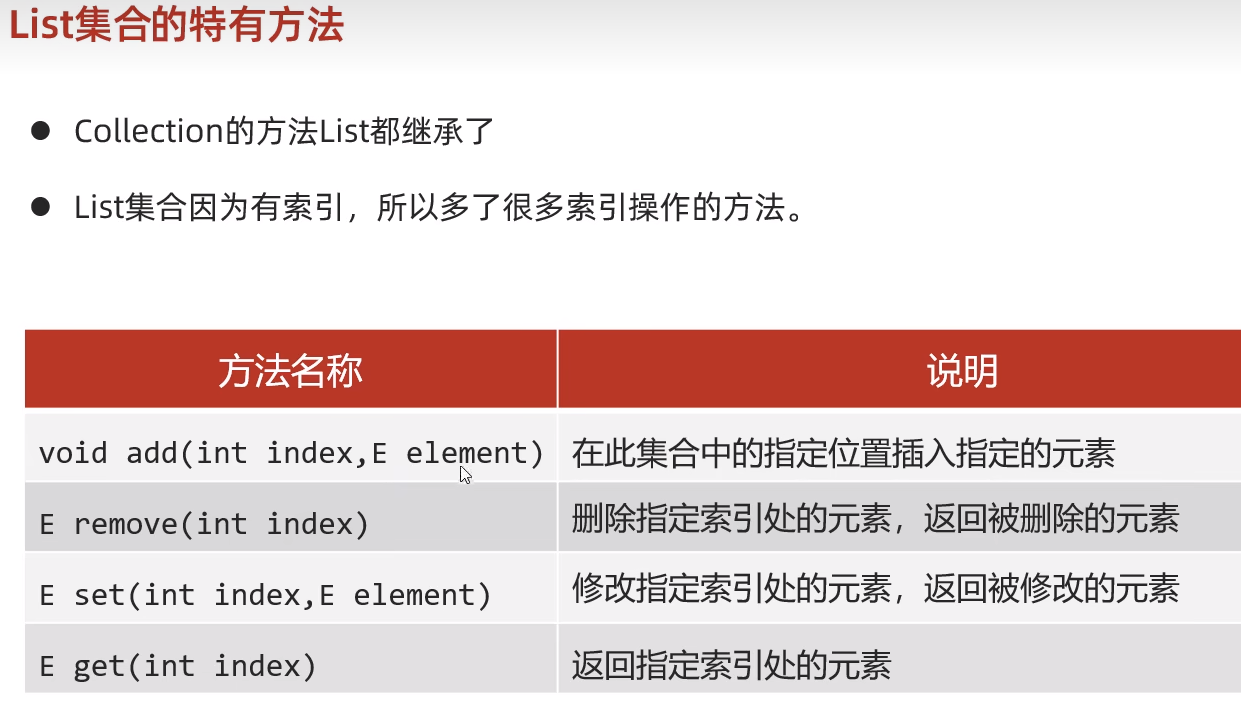 List集合的特有方法
● Collection的方法List都继承了
● List集合因为有索引，所以多了很多索引操作的方法。
方法名称 说明
void add(int index,E element) 在此集合中的指定位置插入指定的元素
E remove(int index) 删除指定索引处的元素，返回被删除的元素
E set(int index,E element) 修改指定索引处的元素，返回被修改的元素
E get(int index) 返回指定索引处的元素